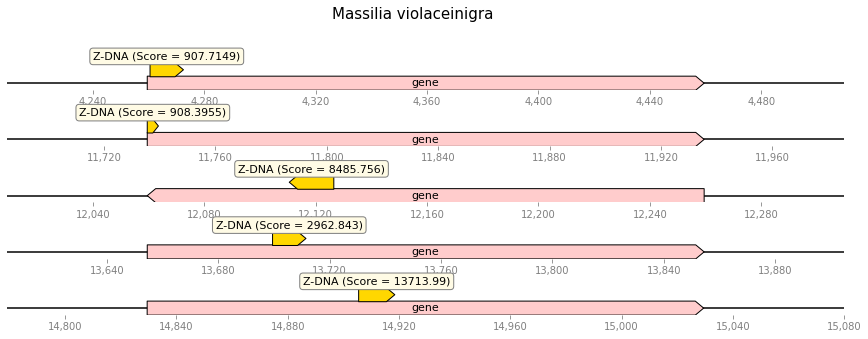 Massilia violaceinigra
Z-DNA (Score = 907.7149)
gene
4,240 4,280 4,320 4,360 4,400 4,440 4,480
Z-DNA (Score = 908.3955)
gene
11,720 11,760 11,800 11,840 11,880 11,920 11,960
Z-DNA (Score = 8485.756)
gene
12,040 12,080 12,120 12,160 12,200 12,240 12,280
Z-DNA (Score = 2962.843)
gene
13,640 13,680 13,720 13,760 13,800 13,840 13,880
Z-DNA (Score = 13713.99)
gene
14,800 14,840 14,880 14,920 14,960 15,000 15,040 15,080